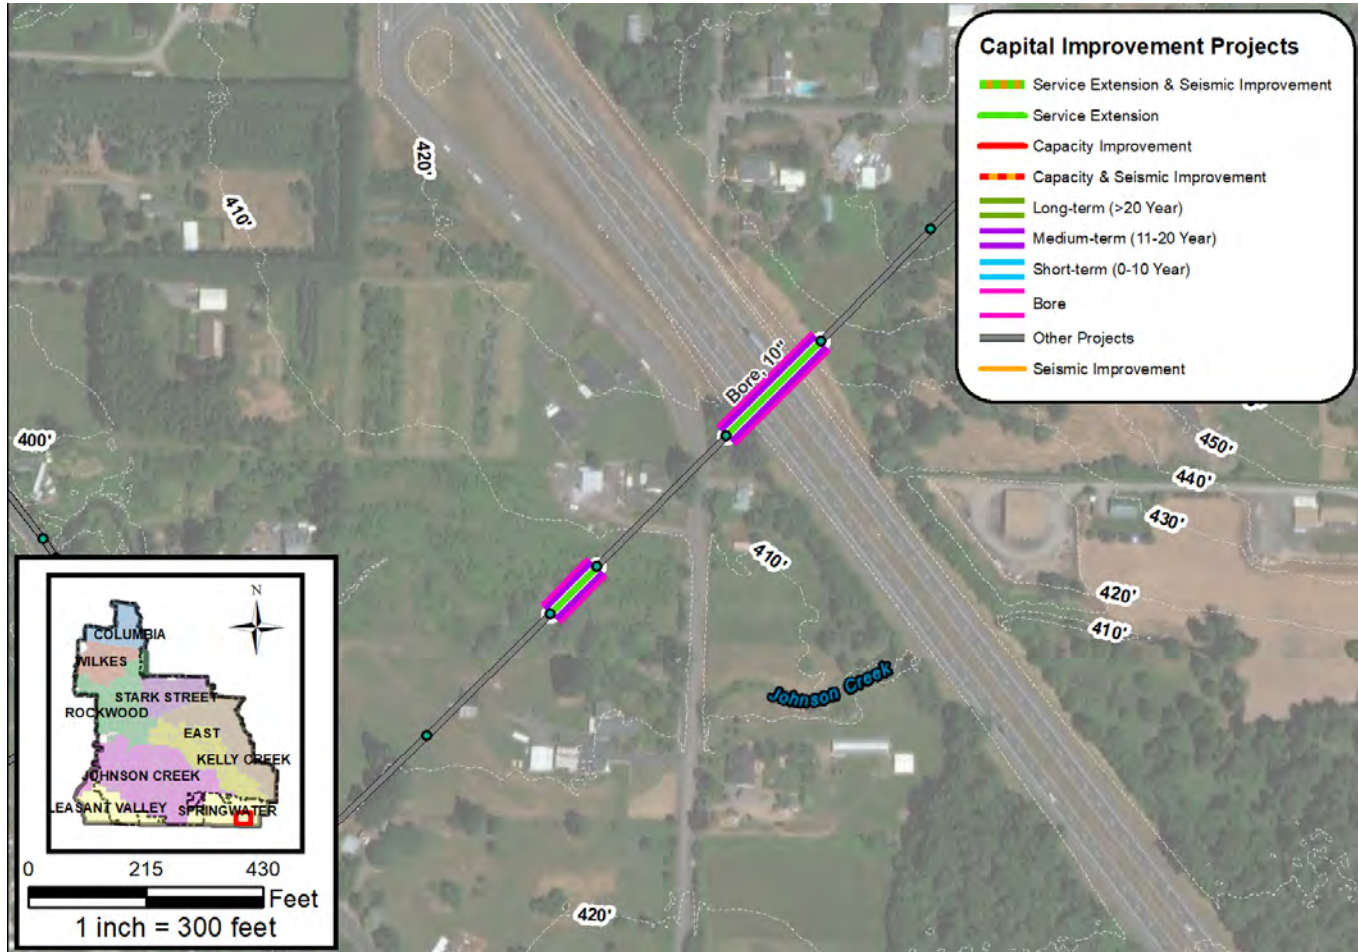 Capital Improvement Projects
Service Extension & Seismic Improvement
Service Extension
Capacity Improvement
Capacity & Seismic Improvement
Long-term (>20 Year)
Medium-term (11-20 Year)
Short-term (0-10 Year)
Bore
Other Projects
Seismic Improvement
420'
410'
Bore, 10"
400'
450'
440'
430'
410'
420'
410'
Johnson Creek
420'
N
COLUMBIA
WILKES
STARK STREET
ROCKWOOD
EAST
KELLY CREEK
JOHNSON CREEK
LEASANT VALLEY
SPRINGWATER
0 215 430
Feet
1 inch = 300 feet